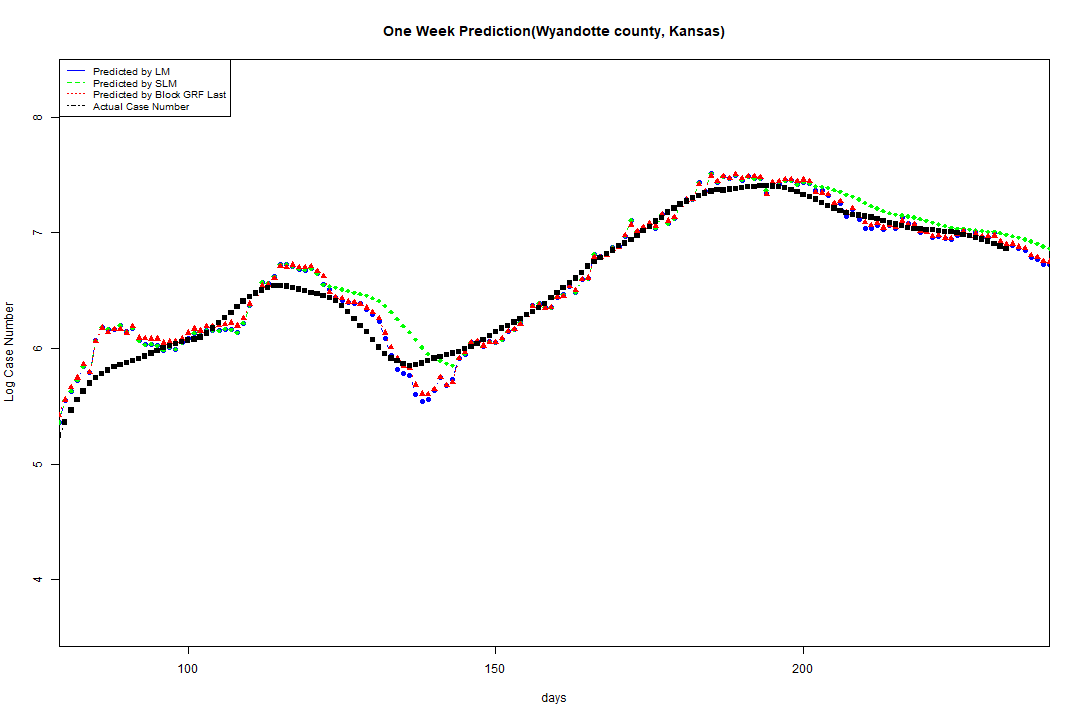 One Week Prediction(Wyandotte county, Kansas)
Predicted by LM
Predicted by SLM
Predicted by Block GRF Last
Actual Case Number
8
7
6
5
4
Log Case Number
100 150 200
days